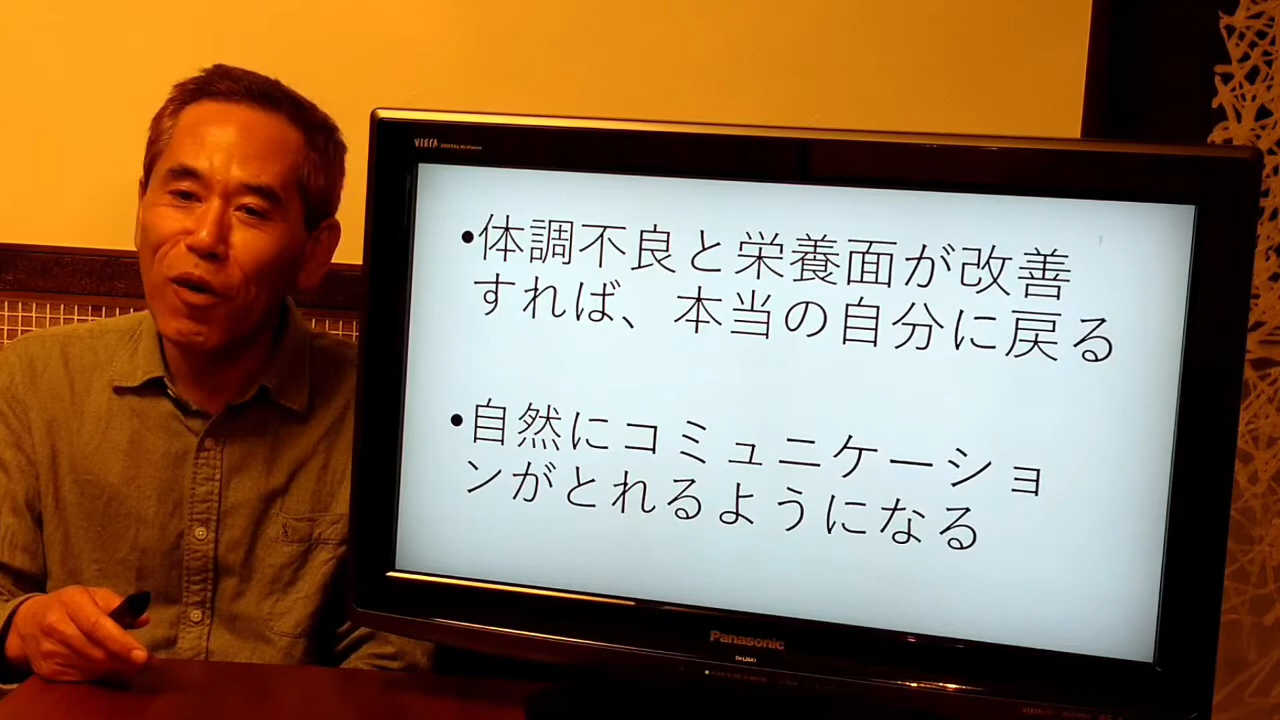 VIERA
•体調不良と栄養面が改善
すれば、本当の自分に戻る
•自然にコミュニケーショ
ンがとれるようになる
Panasonic